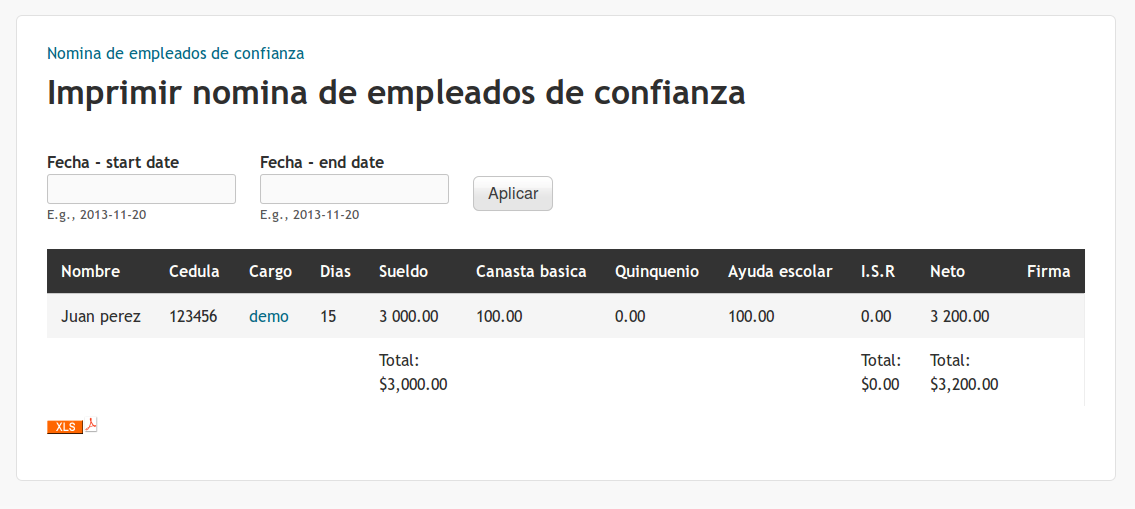 Nomina de empleados de confianza
Imprimir nomina de empleados de confianza
Fecha - start date Fecha - end date
Aplicar
E.g., 2013-11-20 E.g., 2013-11-20
Nombre Cedula Cargo Dias Sueldo Canasta basica Quinquenio Ayuda escolar I.S.R Neto Firma
Juan perez 123456 demo 15 3 000.00 100.00 0.00 100.00 0.00 3 200.00
Total: Total: Total:
$3,000.00 $0.00 $3,200.00
XLS